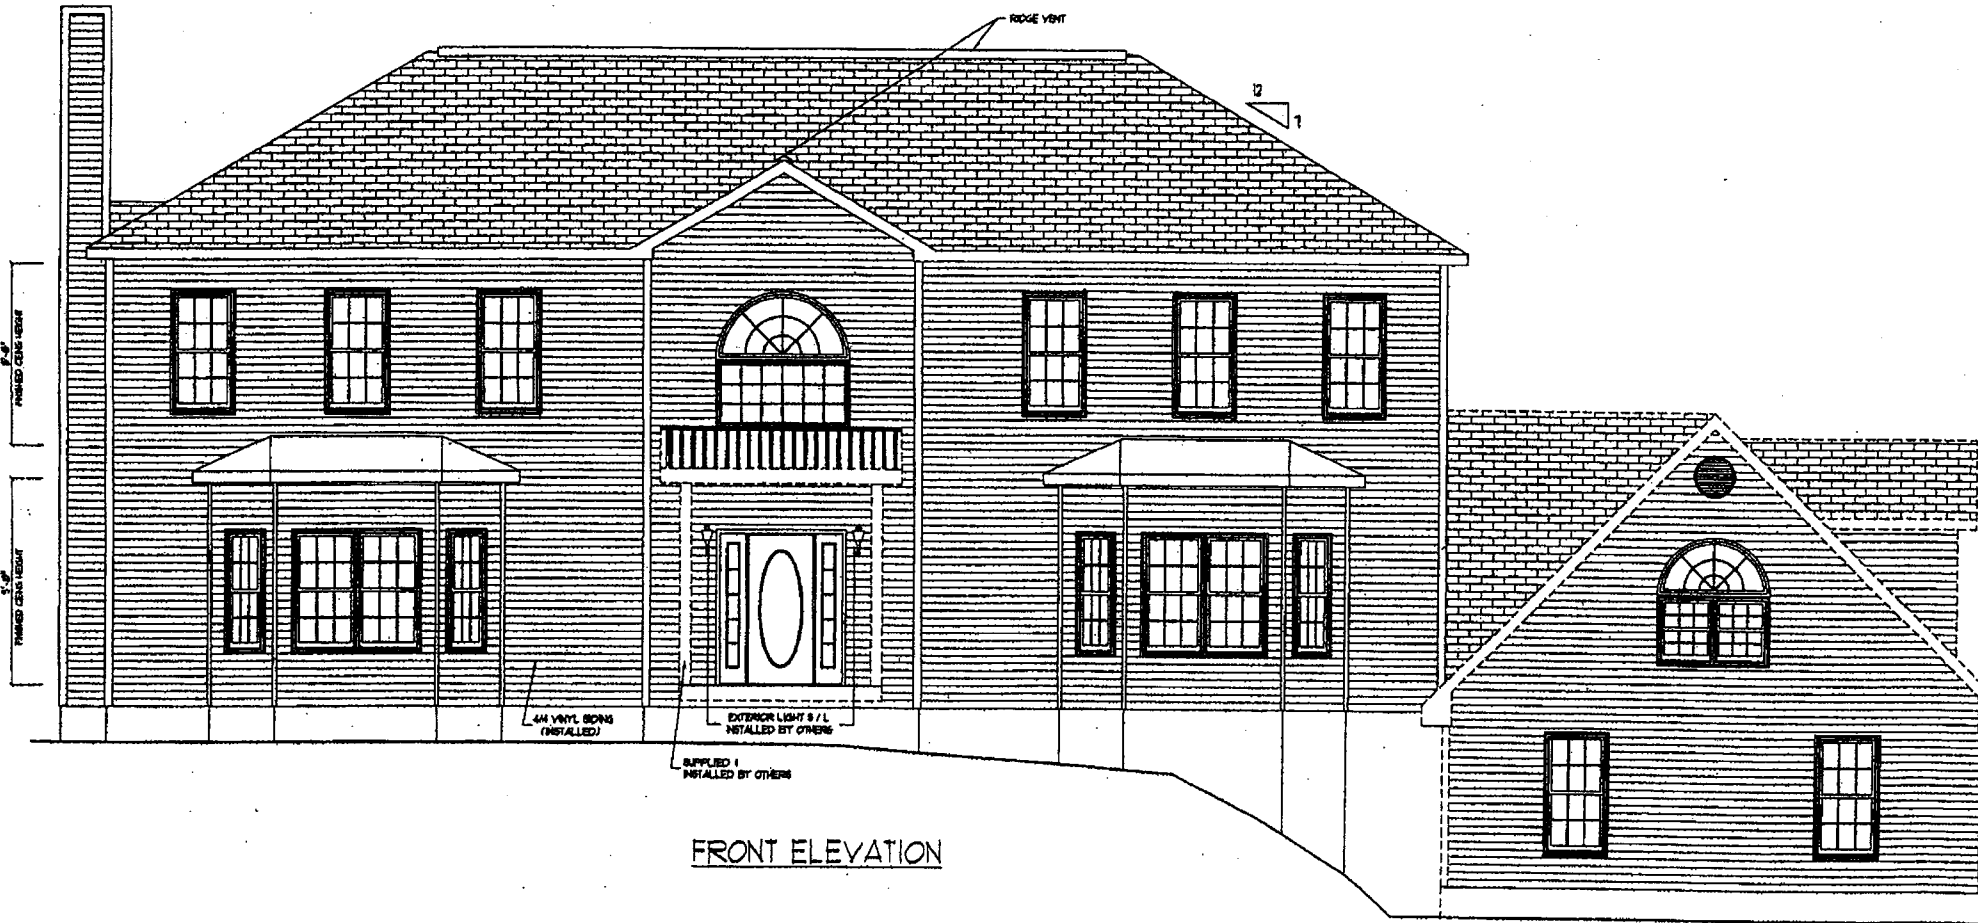 RIDGE VENT
12
7
FINISHED CEILING HEIGHT
FINISHED CEILING HEIGHT
4/4 VINYL SIDING
(INSTALLED)
EXTERIOR LIGHT S / L
INSTALLED BY OTHERS
SUPPLIED &
INSTALLED BY OTHERS
FRONT ELEVATION